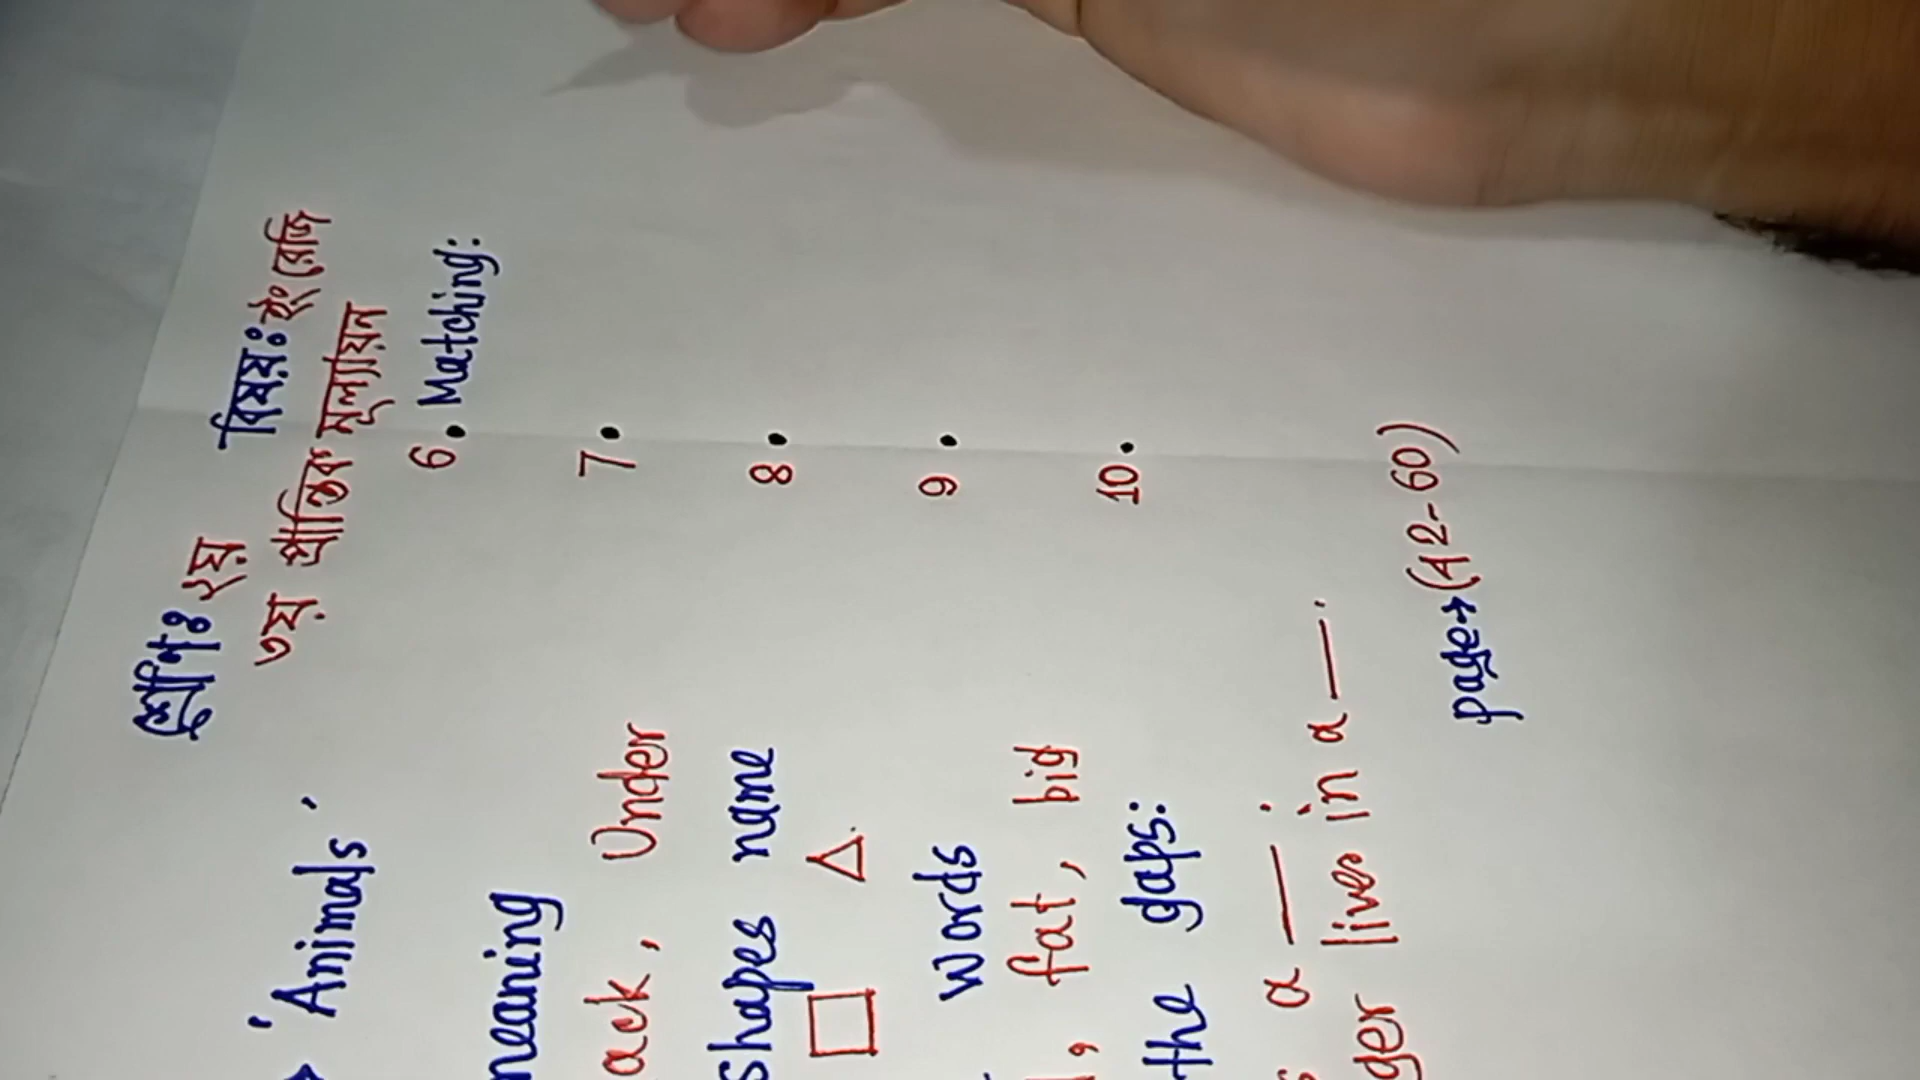 শ্রেণিঃ ২য় বিষয়ঃ ইংরেজি
৩য় প্রান্তিক মূল্যায়ন
'Animals'
meaning
ack, Under
shapes name
words
, fat, big
the gaps:
a —.
ger lives in a —.
6. Matching:
7.
8.
9.
10.
page→(42-60)